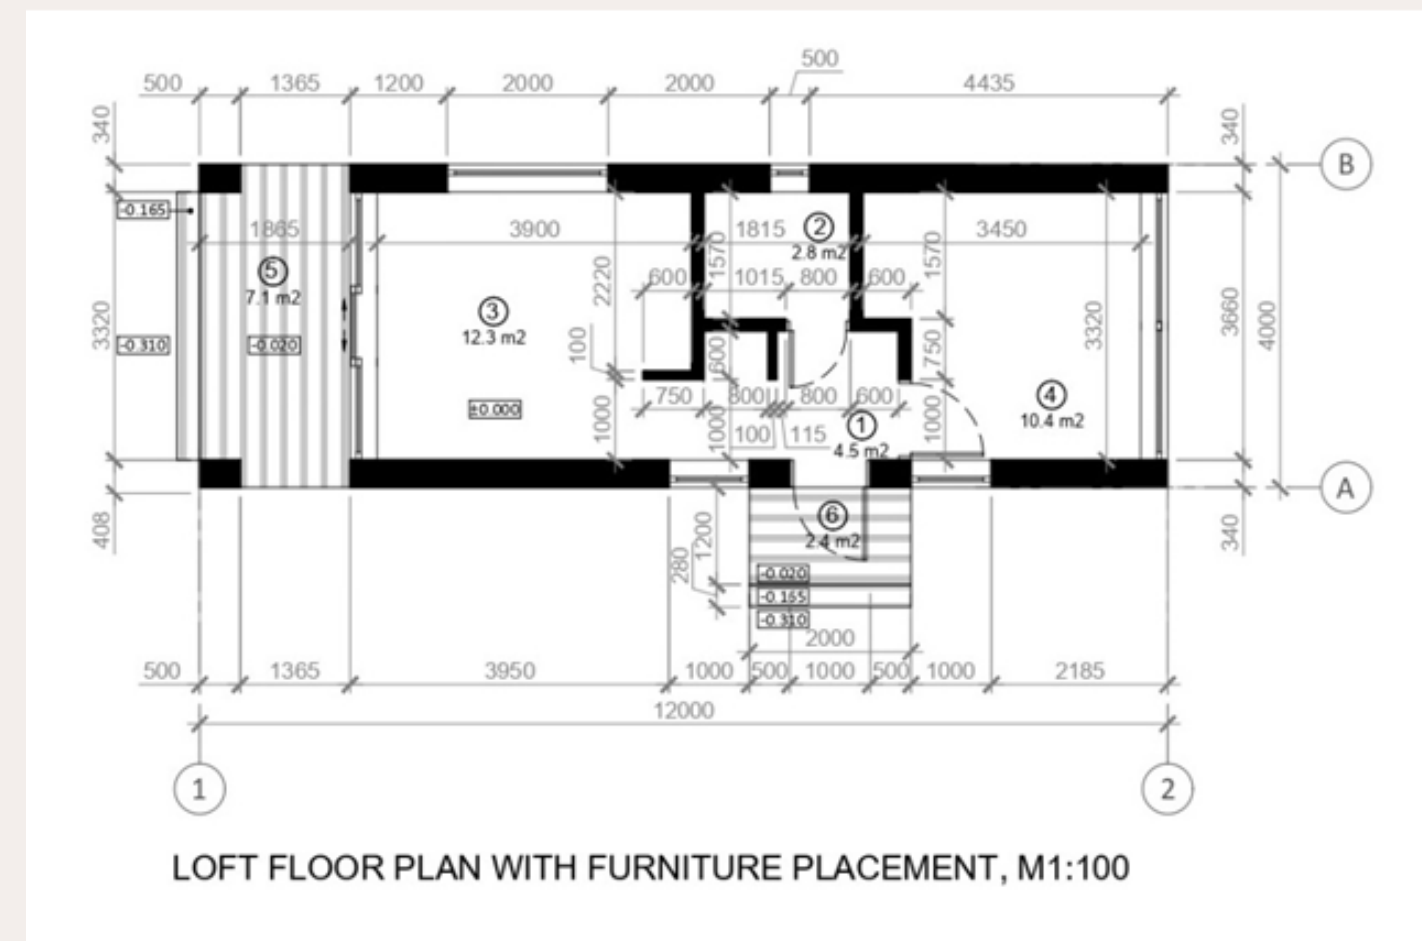 500
500 1365 1200 2000 2000 4435
340 340
B
-0.165
1865 3900 1815 2 3450
2.8 m2
1570 1570
5
7.1 m2
600 1015 800 600
2220
3
12.3 m2
3320 3320 3660 4000
-0.310 -0.020
100 600 750
4
10.4 m2
±0.000
750 800 800 600
1000 1000 1000
1
4.5 m2
100 115
A
408 340
6
2.4 m2
1200
280
-0.020
-0.165
-0.310
2000
500 1365 3950 1000 500 1000 500 1000 2185
12000
1 2
LOFT FLOOR PLAN WITH FURNITURE PLACEMENT, M1:100